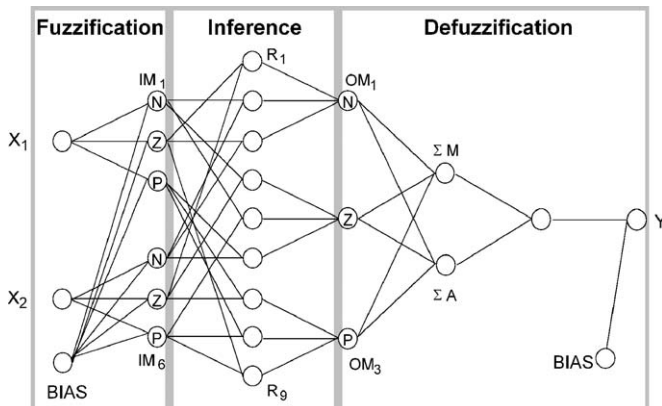 Fuzzification
Inference
Defuzzification
IM1
R1
OM1
N
N
X1
Z
ΣM
P
Z
Y
N
X2
Z
ΣA
P
P
IM6
OM3
BIAS
R9
BIAS